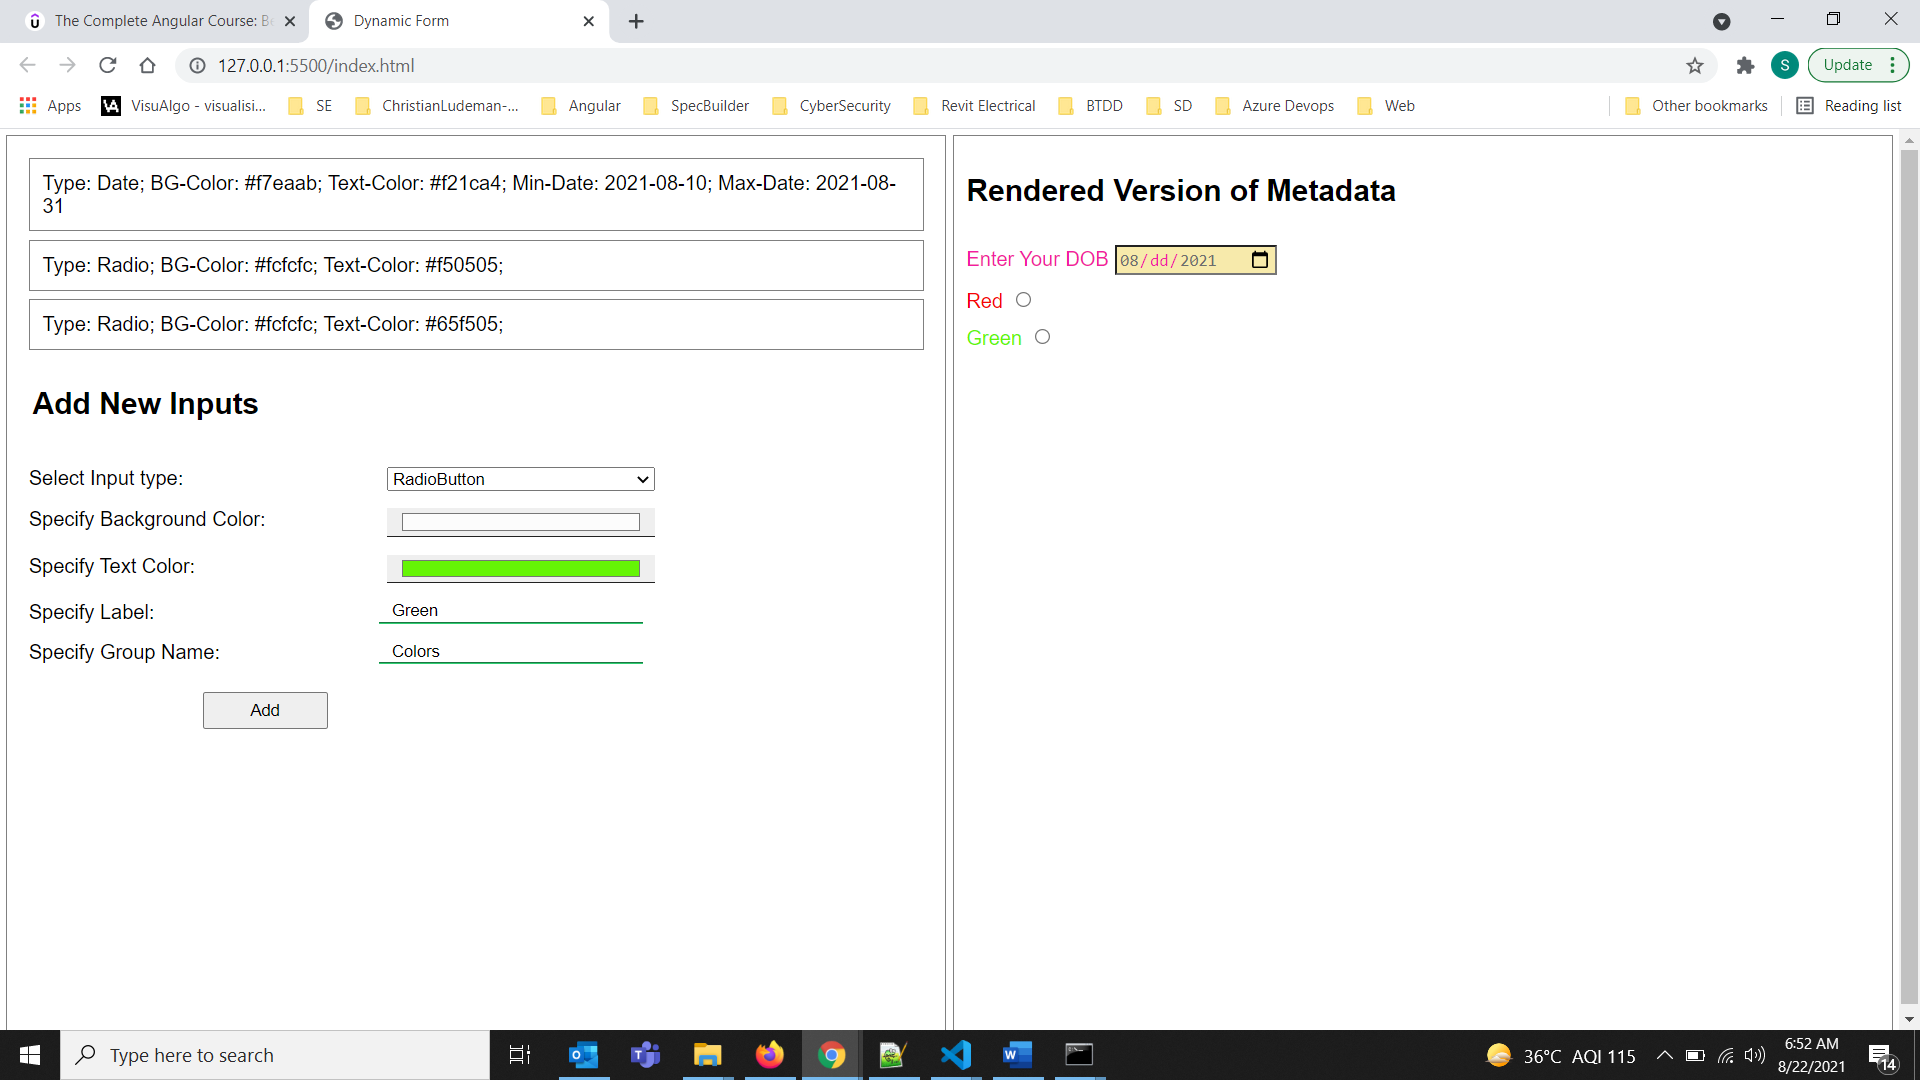 The Complete Angular Course: Be
Dynamic Form
127.0.0.1:5500/index.html
S
Update
Apps
VisuAlgo - visualisi...
SE
ChristianLudeman-...
Angular
SpecBuilder
CyberSecurity
Revit Electrical
BTDD
SD
Azure Devops
Web
Other bookmarks
Reading list
Type: Date; BG-Color: #f7eaab; Text-Color: #f21ca4; Min-Date: 2021-08-10; Max-Date: 2021-08-
31
Type: Radio; BG-Color: #fcfcfc; Text-Color: #f50505;
Type: Radio; BG-Color: #fcfcfc; Text-Color: #65f505;
Add New Inputs
Select Input type:
RadioButton
Specify Background Color:
Specify Text Color:
Specify Label:
Green
Specify Group Name:
Colors
Add
Rendered Version of Metadata
Enter Your DOB
08/dd/2021
Red
Green
Type here to search
36°C AQI 115
6:52 AM
8/22/2021
14